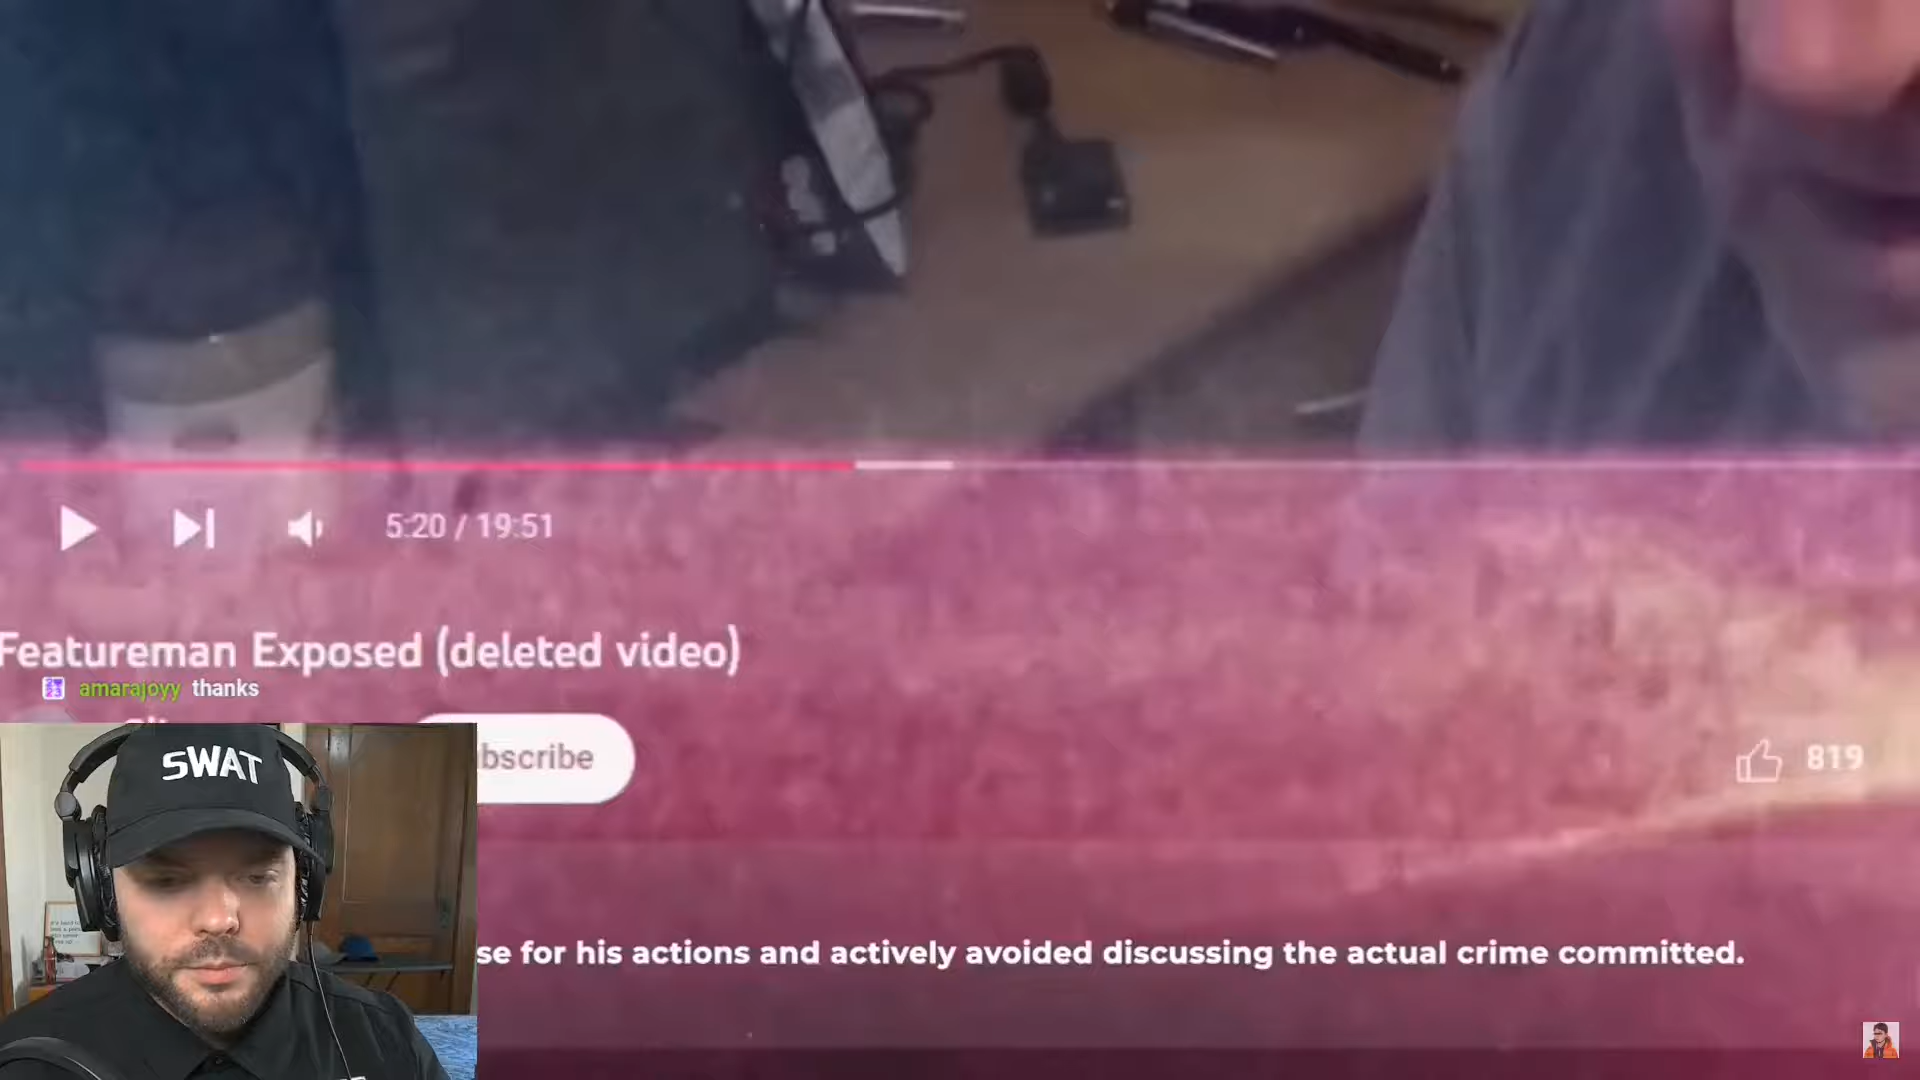 5:20 / 19:51
Featureman Exposed (deleted video)
amarajoyy thanks
ubscribe
819
SWAT
se for his actions and actively avoided discussing the actual crime committed.